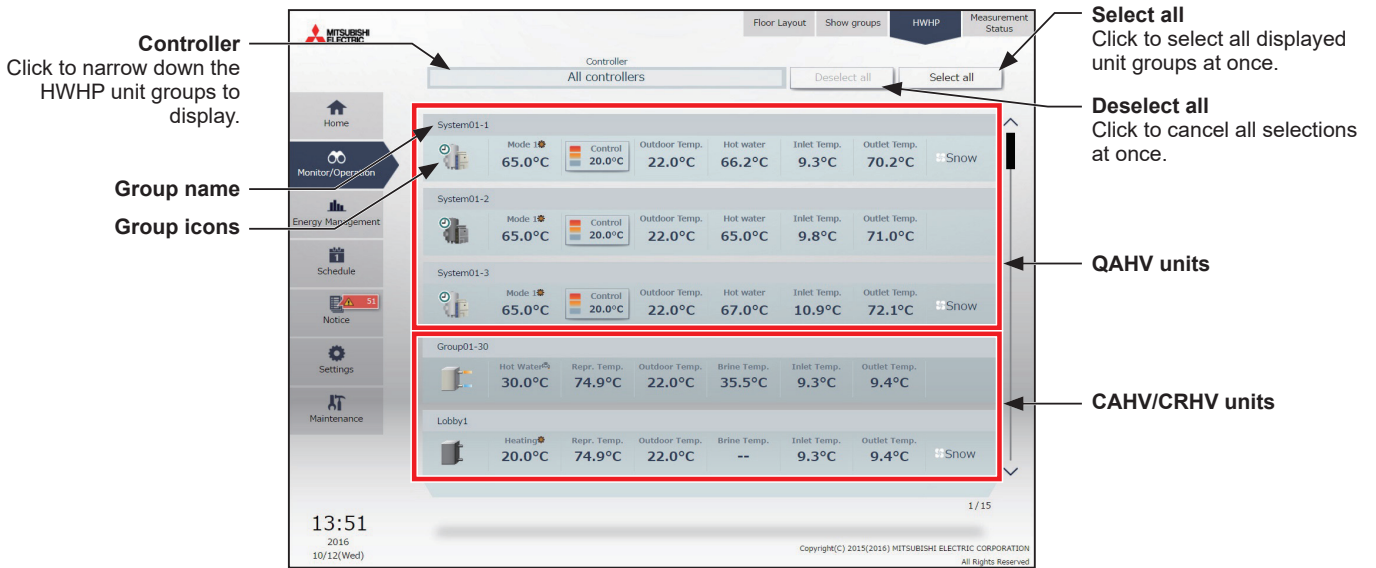 Controller
Click to narrow down the
HWHP unit groups to
display.
Group name
Group icons
MITSUBISHI
ELECTRIC
Floor Layout
Show groups
HWHP
Measurement
Status
Controller
All controllers
Deselect all
Select all
Home
Monitor/Operation
Energy Management
Schedule
51
Notice
Settings
Maintenance
System01-1
Mode 1
65.0°C
Control
20.0°C
Outdoor Temp.
22.0°C
Hot water
66.2°C
Inlet Temp.
9.3°C
Outlet Temp.
70.2°C
Snow
System01-2
Mode 1
65.0°C
Control
20.0°C
Outdoor Temp.
22.0°C
Hot water
65.0°C
Inlet Temp.
9.8°C
Outlet Temp.
71.0°C
System01-3
Mode 1
65.0°C
Control
20.0°C
Outdoor Temp.
22.0°C
Hot water
67.0°C
Inlet Temp.
10.9°C
Outlet Temp.
72.1°C
Snow
Group01-30
Hot Water
30.0°C
Repr. Temp.
74.9°C
Outdoor Temp.
22.0°C
Brine Temp.
35.5°C
Inlet Temp.
9.3°C
Outlet Temp.
9.4°C
Lobby1
Heating
20.0°C
Repr. Temp.
74.9°C
Outdoor Temp.
22.0°C
Brine Temp.
--
Inlet Temp.
9.3°C
Outlet Temp.
9.4°C
Snow
1/15
13:51
2016
10/12(Wed)
Copyright(C) 2015(2016) MITSUBISHI ELECTRIC CORPORATION
All Rights Reserved
Select all
Click to select all displayed
unit groups at once.
Deselect all
Click to cancel all selections
at once.
QAHV units
CAHV/CRHV units